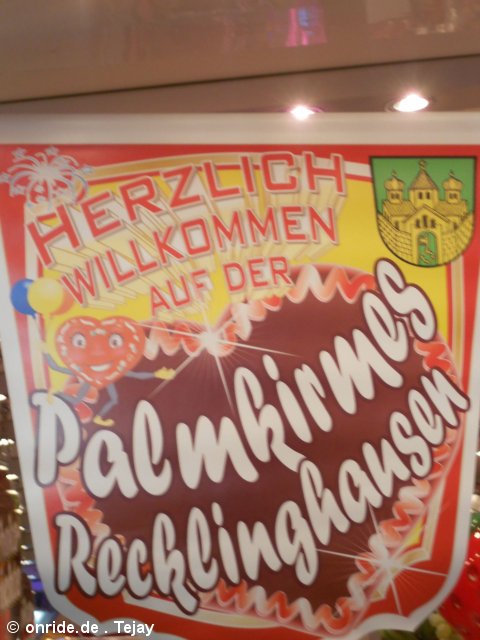 HERZLICH
WILLKOMMEN
AUF DER
Palmkirmes
Recklinghausen
© onride.de . Tejay